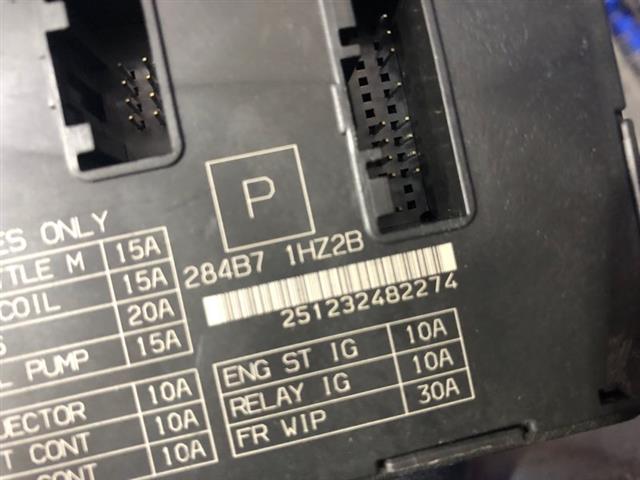 P
ES ONLY
TTLE M 15A
COIL 15A
S 20A
L PUMP 15A
284B7 1HZ2B
251232482274
JECTOR 10A
T CONT 10A
CONT 10A
ENG ST IG 10A
RELAY IG 10A
FR WIP 30A